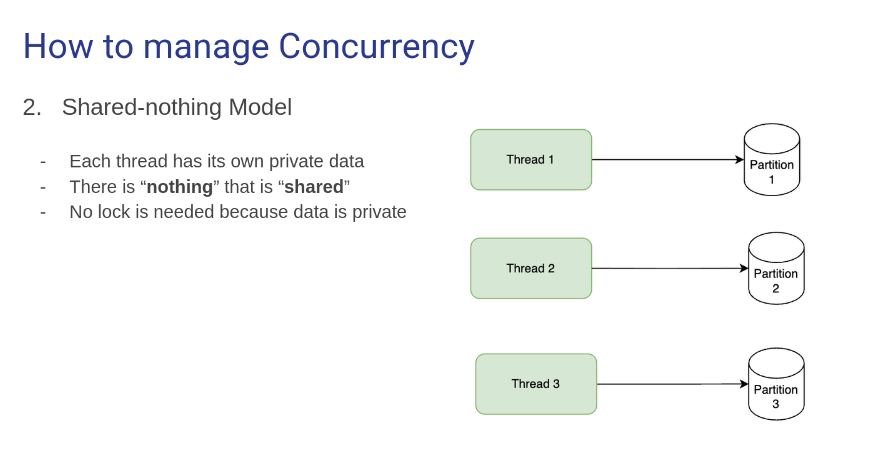 How to manage Concurrency
2. Shared-nothing Model
- Each thread has its own private data
- There is “nothing” that is “shared”
- No lock is needed because data is private
Thread 1
Partition
1
Thread 2
Partition
2
Thread 3
Partition
3